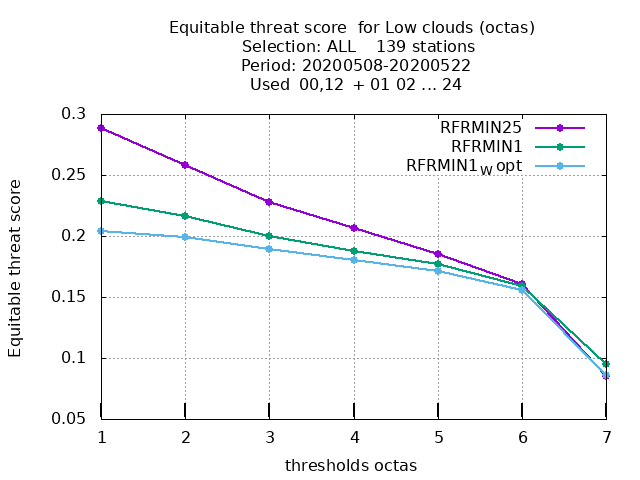 Equitable threat score  for Low clouds (octas)
Selection: ALL    139 stations
Period: 20200508-20200522
Used  00,12  + 01 02 ... 24
0.3
0.25
0.2
0.15
0.1
0.05
Equitable threat score
RFRMIN25
RFRMIN1
RFRMIN1W opt
1 2 3 4 5 6 7
thresholds octas